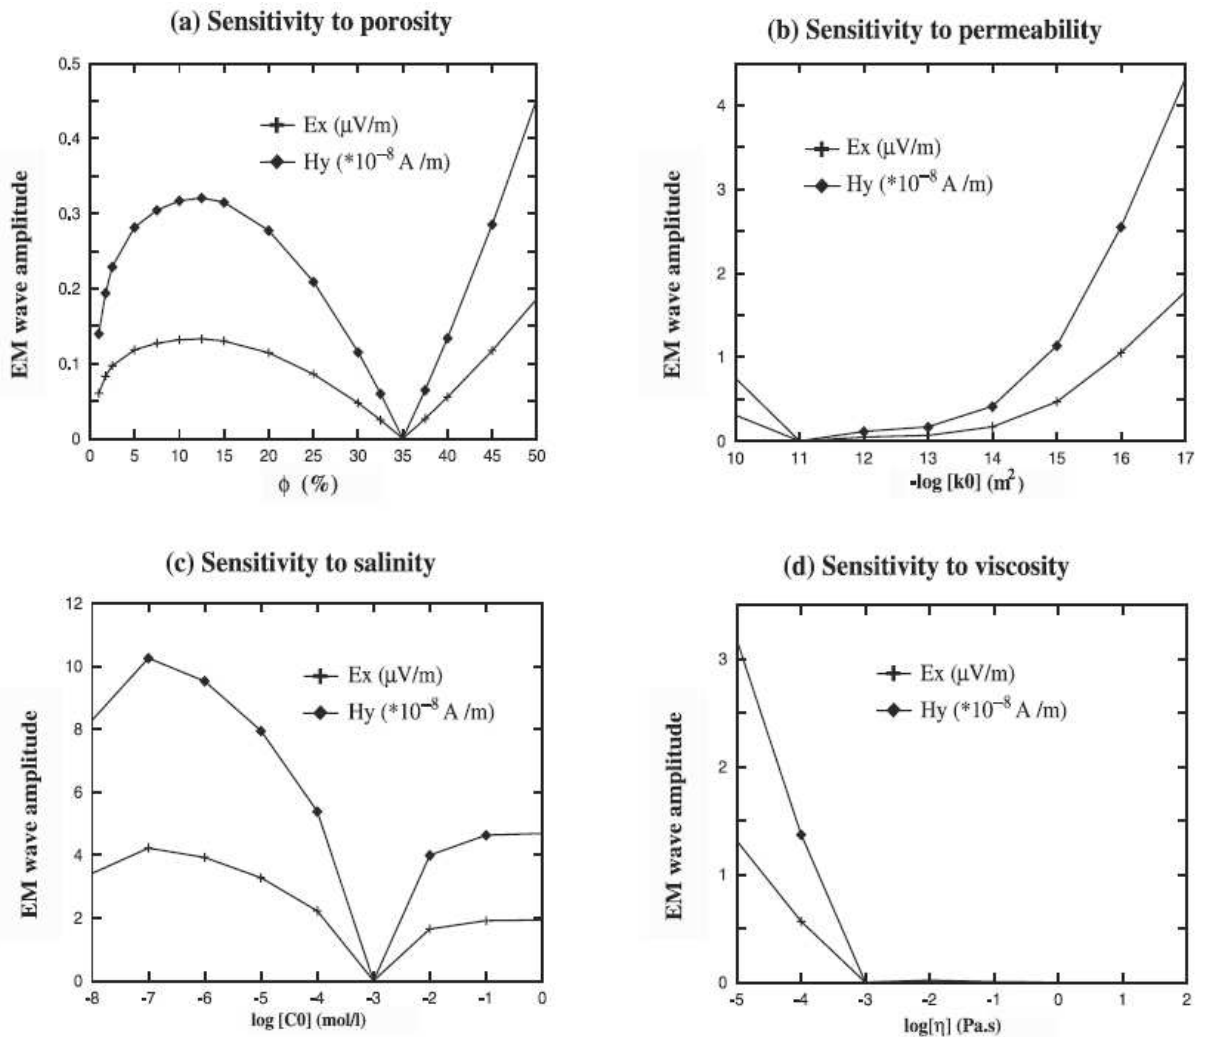 (a) Sensitivity to porosity
0.5
0.4
0.3
0.2
0.1
0
EM wave amplitude
Ex (μV/m)
Hy (*10⁻⁸ A /m)
0 5 10 15 20 25 30 35 40 45 50
ϕ (%)
(b) Sensitivity to permeability
4
3
2
1
0
EM wave amplitude
Ex (μV/m)
Hy (*10⁻⁸ A /m)
10 11 12 13 14 15 16 17
-log [k0] (m²)
(c) Sensitivity to salinity
12
10
8
6
4
2
0
EM wave amplitude
Ex (μV/m)
Hy (*10⁻⁸ A /m)
-8 -7 -6 -5 -4 -3 -2 -1 0
log [C0] (mol/l)
(d) Sensitivity to viscosity
3
2
1
0
EM wave amplitude
Ex (μV/m)
Hy (*10⁻⁸ A /m)
-5 -4 -3 -2 -1 0 1 2
log[η] (Pa.s)